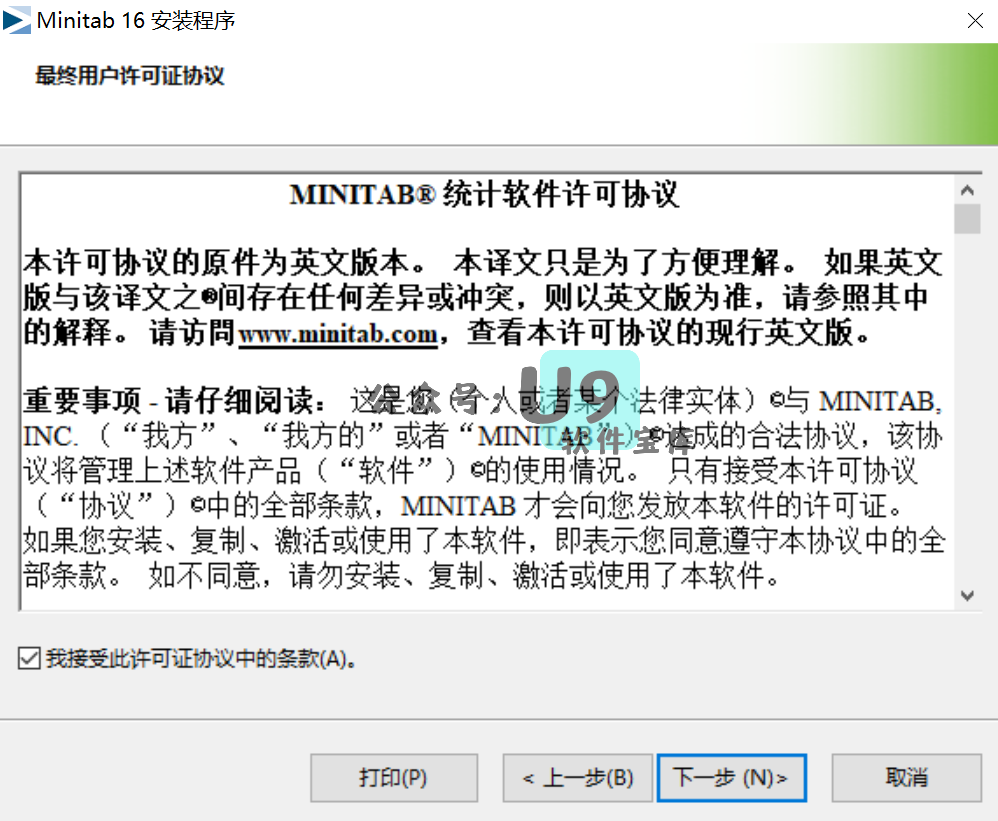 Minitab 16 安装程序
最终用户许可证协议
MINITAB® 统计软件许可协议
本许可协议的原件为英文版本。 本译文只是为了方便理解。 如果英文
版与该译文之®间存在任何差异或冲突，则以英文版为准，请参照其中
的解释。 请访問www.minitab.com，查看本许可协议的现行英文版。
重要事项 - 请仔细阅读： 这是您（个人或者某个法律实体）©与 MINITAB,
INC. （“我方”、“我方的”或者“MINITAB”）©达成的合法协议，该协
议将管理上述软件产品（“软件”）©的使用情况。 只有接受本许可协议
（“协议”）©中的全部条款，MINITAB 才会向您发放本软件的许可证。
如果您安装、复制、激活或使用了本软件，即表示您同意遵守本协议中的全
部条款。 如不同意，请勿安装、复制、激活或使用了本软件。
公众号：U9
软件宝库
我接受此许可证协议中的条款(A)。
打印(P)
< 上一步(B)
下一步 (N)>
取消